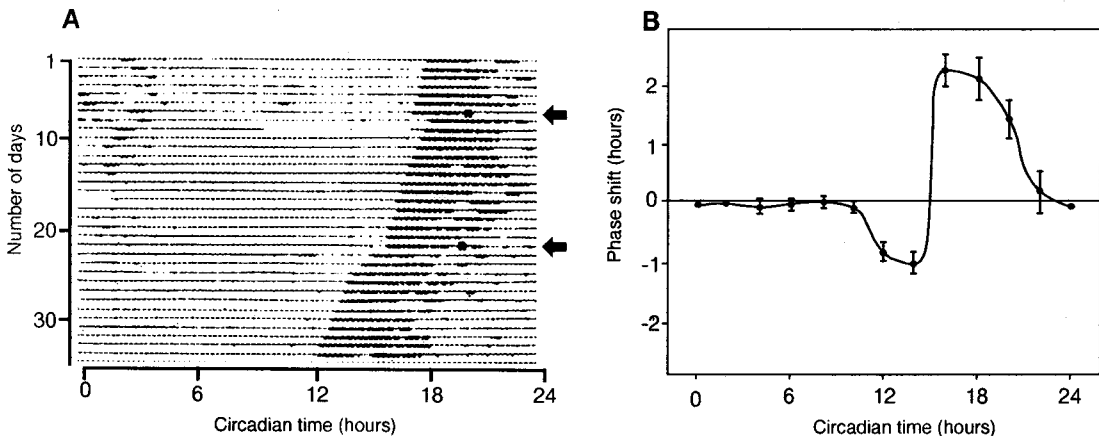 A
Number of days
1
10
20
30
0 6 12 18 24
Circadian time (hours)
B
Phase shift (hours)
2
1
0
-1
-2
0 6 12 18 24
Circadian time (hours)